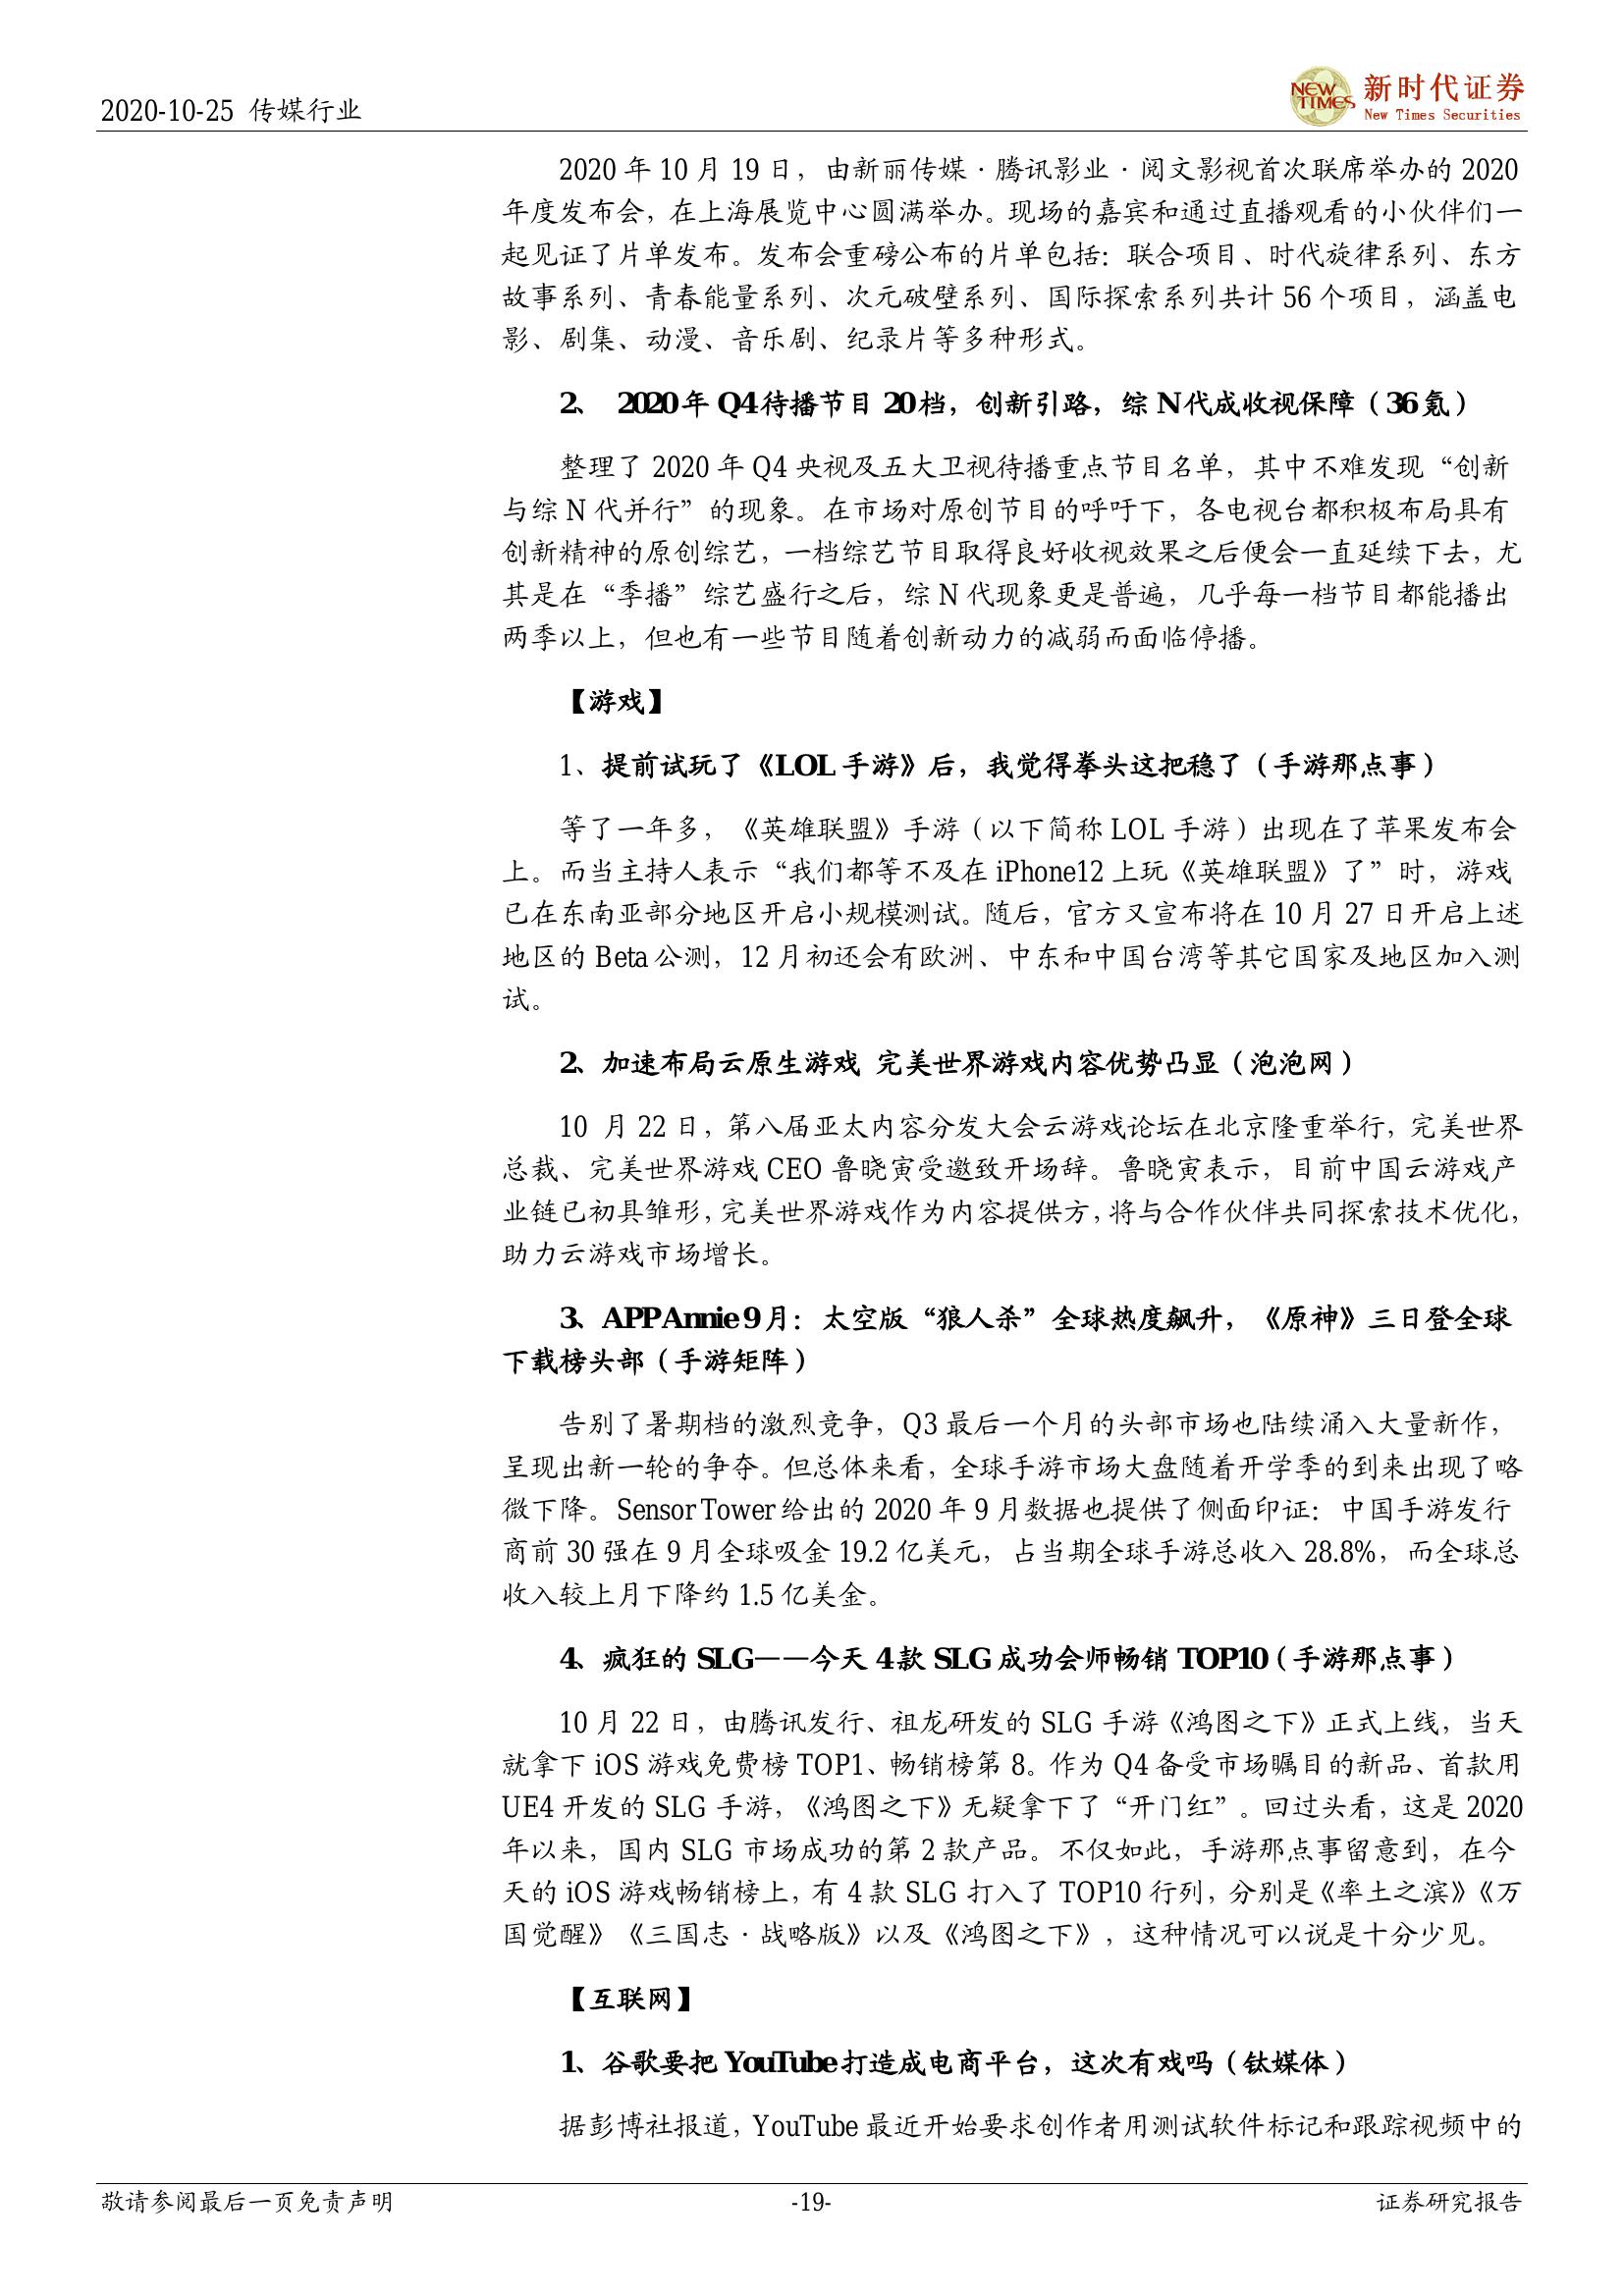 2020-10-25 传媒行业
NEW TIMES
新时代证券
New Times Securities
2020 年 10 月 19 日，由新丽传媒·腾讯影业·阅文影视首次联席举办的 2020
年度发布会，在上海展览中心圆满举办。现场的嘉宾和通过直播观看的小伙伴们一
起见证了片单发布。发布会重磅公布的片单包括：联合项目、时代旋律系列、东方
故事系列、青春能量系列、次元破壁系列、国际探索系列共计 56 个项目，涵盖电
影、剧集、动漫、音乐剧、纪录片等多种形式。
2、 2020 年 Q4 待播节目 20 档，创新引路，综 N 代成收视保障（36 氪）
整理了 2020 年 Q4 央视及五大卫视待播重点节目名单，其中不难发现“创新
与综 N 代并行”的现象。在市场对原创节目的呼吁下，各电视台都积极布局具有
创新精神的原创综艺，一档综艺节目取得良好收视效果之后便会一直延续下去，尤
其是在“季播”综艺盛行之后，综 N 代现象更是普遍，几乎每一档节目都能播出
两季以上，但也有一些节目随着创新动力的减弱而面临停播。
【游戏】
1、提前试玩了《LOL 手游》后，我觉得拳头这把稳了（手游那点事）
等了一年多，《英雄联盟》手游（以下简称 LOL 手游）出现在了苹果发布会
上。而当主持人表示“我们都等不及在 iPhone12 上玩《英雄联盟》了”时，游戏
已在东南亚部分地区开启小规模测试。随后，官方又宣布将在 10 月 27 日开启上述
地区的 Beta 公测，12 月初还会有欧洲、中东和中国台湾等其它国家及地区加入测
试。
2、加速布局云原生游戏 完美世界游戏内容优势凸显（泡泡网）
10 月 22 日，第八届亚太内容分发大会云游戏论坛在北京隆重举行，完美世界
总裁、完美世界游戏 CEO 鲁晓寅受邀致开场辞。鲁晓寅表示，目前中国云游戏产
业链已初具雏形，完美世界游戏作为内容提供方，将与合作伙伴共同探索技术优化，
助力云游戏市场增长。
3、APP Annie 9 月：太空版“狼人杀”全球热度飙升，《原神》三日登全球
下载榜头部（手游矩阵）
告别了暑期档的激烈竞争，Q3 最后一个月的头部市场也陆续涌入大量新作，
呈现出新一轮的争夺。但总体来看，全球手游市场大盘随着开学季的到来出现了略
微下降。Sensor Tower 给出的 2020 年 9 月数据也提供了侧面印证：中国手游发行
商前 30 强在 9 月全球吸金 19.2 亿美元，占当期全球手游总收入 28.8%，而全球总
收入较上月下降约 1.5 亿美金。
4、疯狂的 SLG——今天 4 款 SLG 成功会师畅销 TOP10（手游那点事）
10 月 22 日，由腾讯发行、祖龙研发的 SLG 手游《鸿图之下》正式上线，当天
就拿下 iOS 游戏免费榜 TOP1、畅销榜第 8。作为 Q4 备受市场瞩目的新品、首款用
UE4 开发的 SLG 手游，《鸿图之下》无疑拿下了“开门红”。回过头看，这是 2020
年以来，国内 SLG 市场成功的第 2 款产品。不仅如此，手游那点事留意到，在今
天的 iOS 游戏畅销榜上，有 4 款 SLG 打入了 TOP10 行列，分别是《率土之滨》《万
国觉醒》《三国志·战略版》以及《鸿图之下》，这种情况可以说是十分少见。
【互联网】
1、谷歌要把 YouTube 打造成电商平台，这次有戏吗（钛媒体）
据彭博社报道，YouTube 最近开始要求创作者用测试软件标记和跟踪视频中的
敬请参阅最后一页免责声明
-19-
证券研究报告